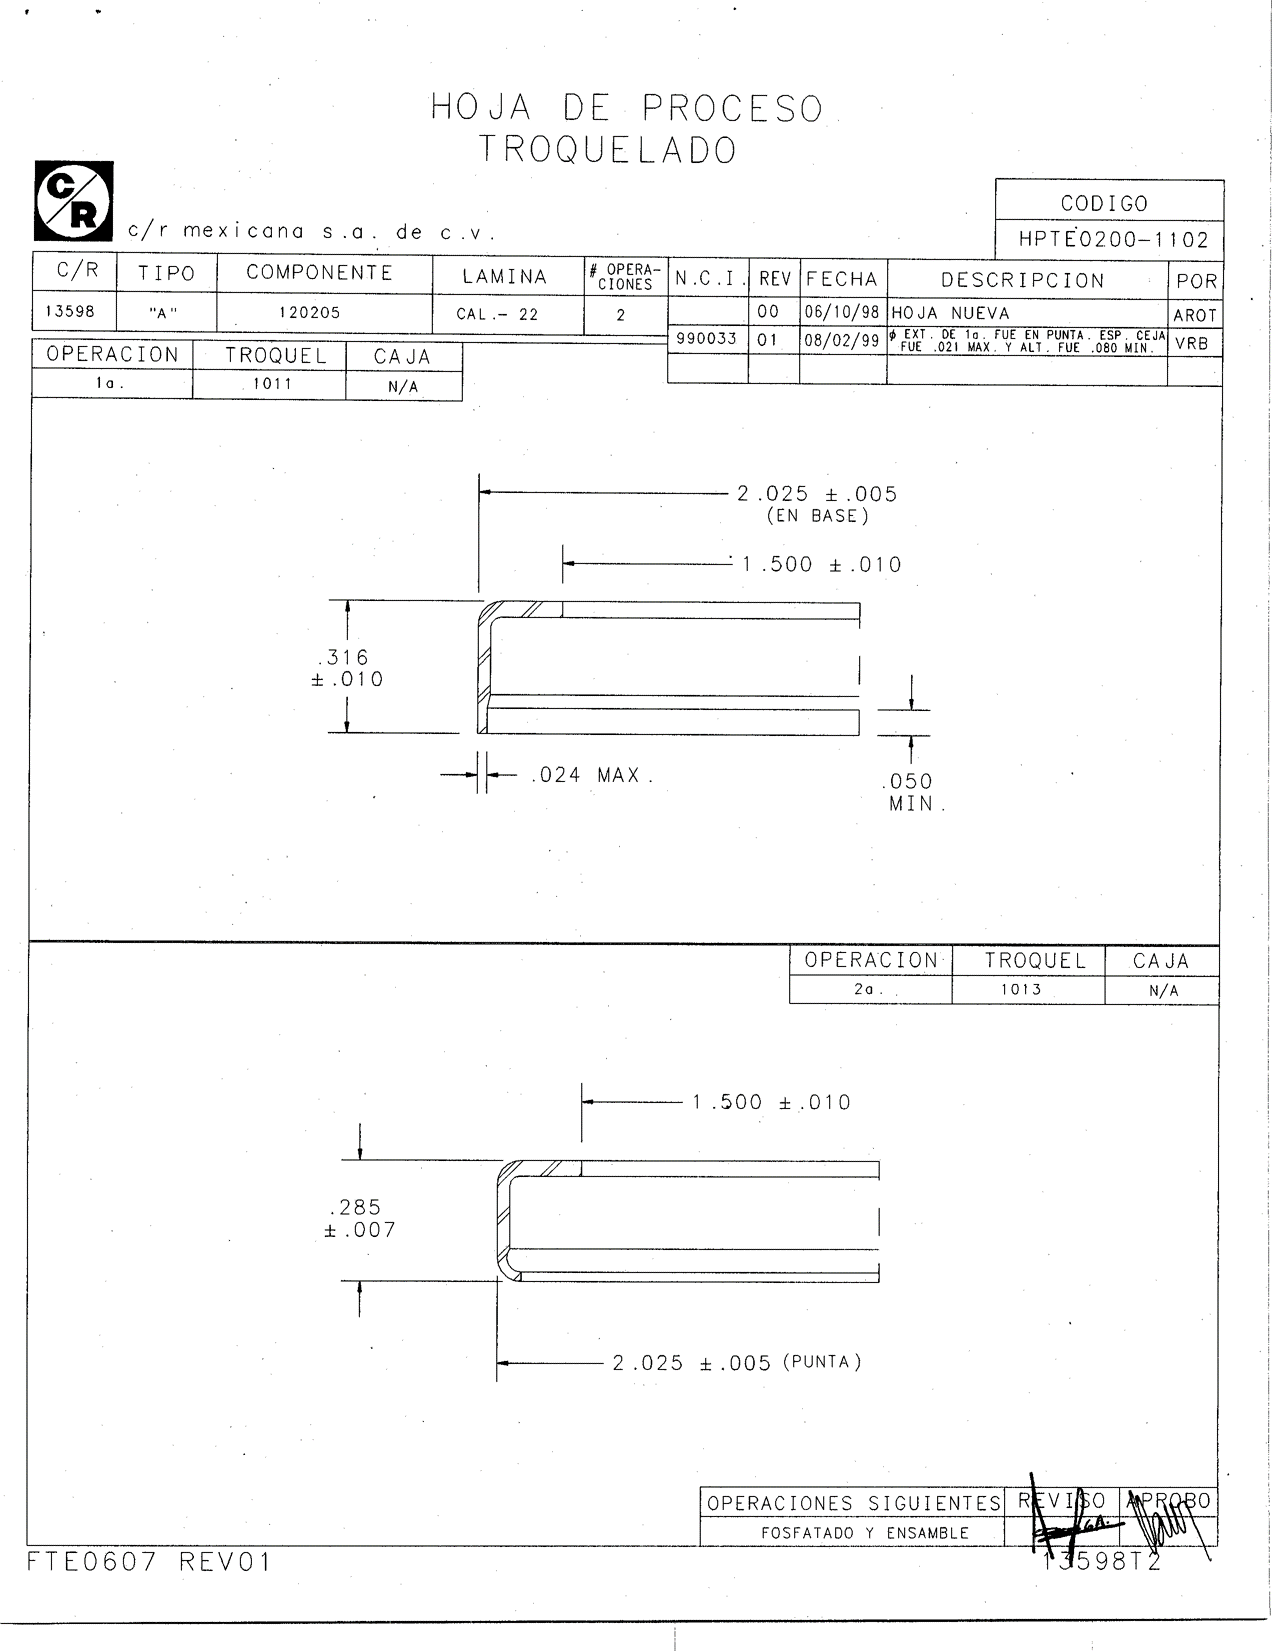 HOJA DE PROCESO
TROQUELADO
C/R
c/r mexicana s.a. de c.v.
CODIGO
HPTE0200-1102
C/R TIPO COMPONENTE LAMINA # OPERA-CIONES N.C.I. REV FECHA DESCRIPCION POR
13598 "A" 120205 CAL.- 22 2 00 06/10/98 HOJA NUEVA AROT
990033 01 08/02/99 ø EXT. DE 1a. FUE EN PUNTA. ESP. CEJA
FUE .021 MAX. Y ALT. FUE .080 MIN. VRB
OPERACION TROQUEL CAJA
1a. 1011 N/A
2.025 ±.005
(EN BASE)
1.500 ±.010
.316
±.010
.024 MAX.
.050
MIN.
OPERACION TROQUEL CAJA
2a. 1013 N/A
1.500 ±.010
.285
±.007
2.025 ±.005 (PUNTA)
OPERACIONES SIGUIENTES REVISO APROBO
FOSFATADO Y ENSAMBLE
FTE0607 REV01
13598T2